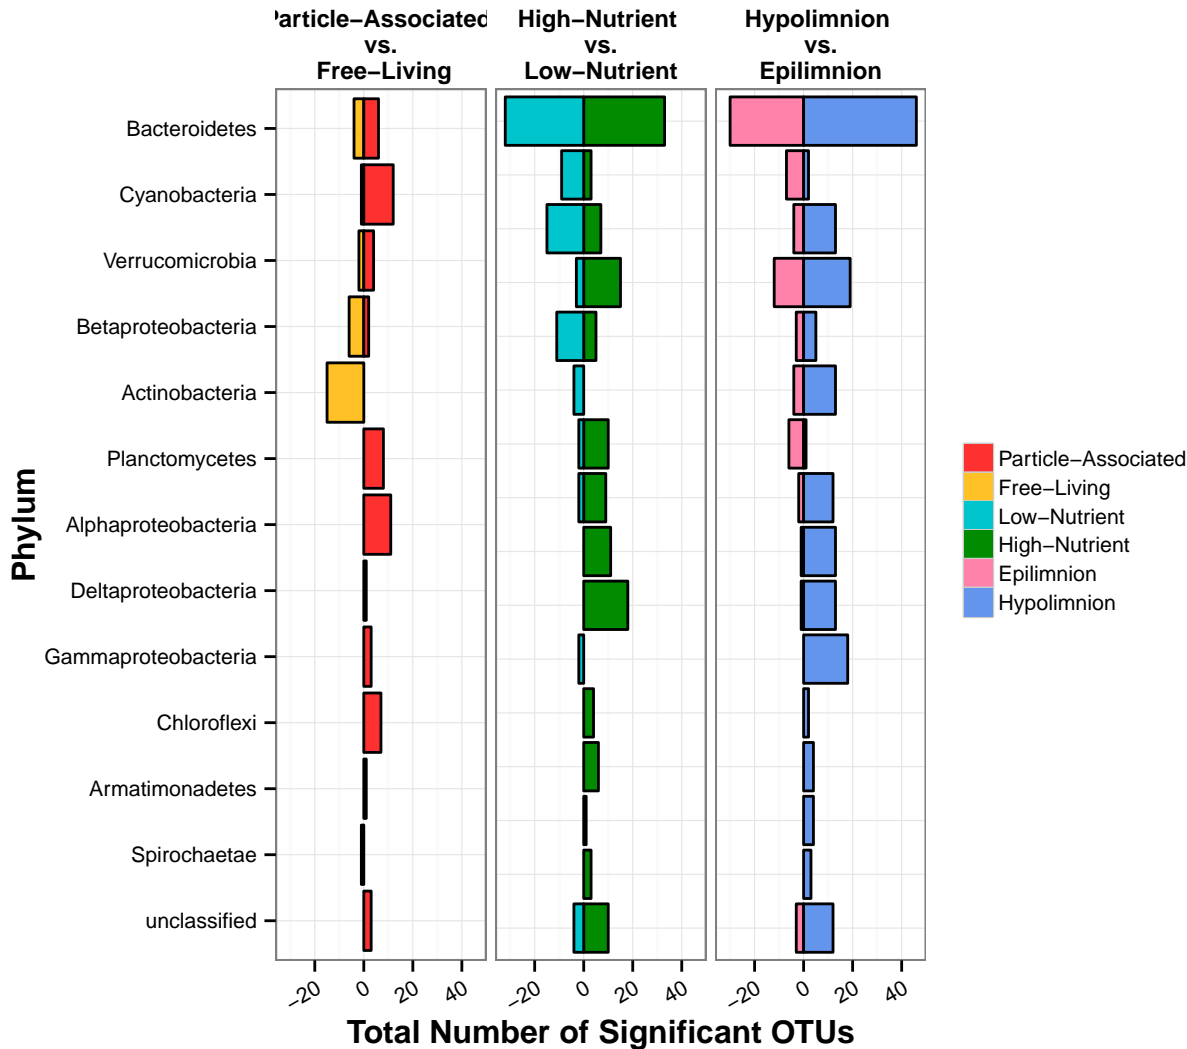 Particle−Associated
vs.
Free−Living
High−Nutrient
vs.
Low−Nutrient
Hypolimnion
vs.
Epilimnion
Phylum
Bacteroidetes
Cyanobacteria
Verrucomicrobia
Betaproteobacteria
Actinobacteria
Planctomycetes
Alphaproteobacteria
Deltaproteobacteria
Gammaproteobacteria
Chloroflexi
Armatimonadetes
Spirochaetae
unclassified
−20 0 20 40
−20 0 20 40
−20 0 20 40
Total Number of Significant OTUs
Particle−Associated
Free−Living
Low−Nutrient
High−Nutrient
Epilimnion
Hypolimnion